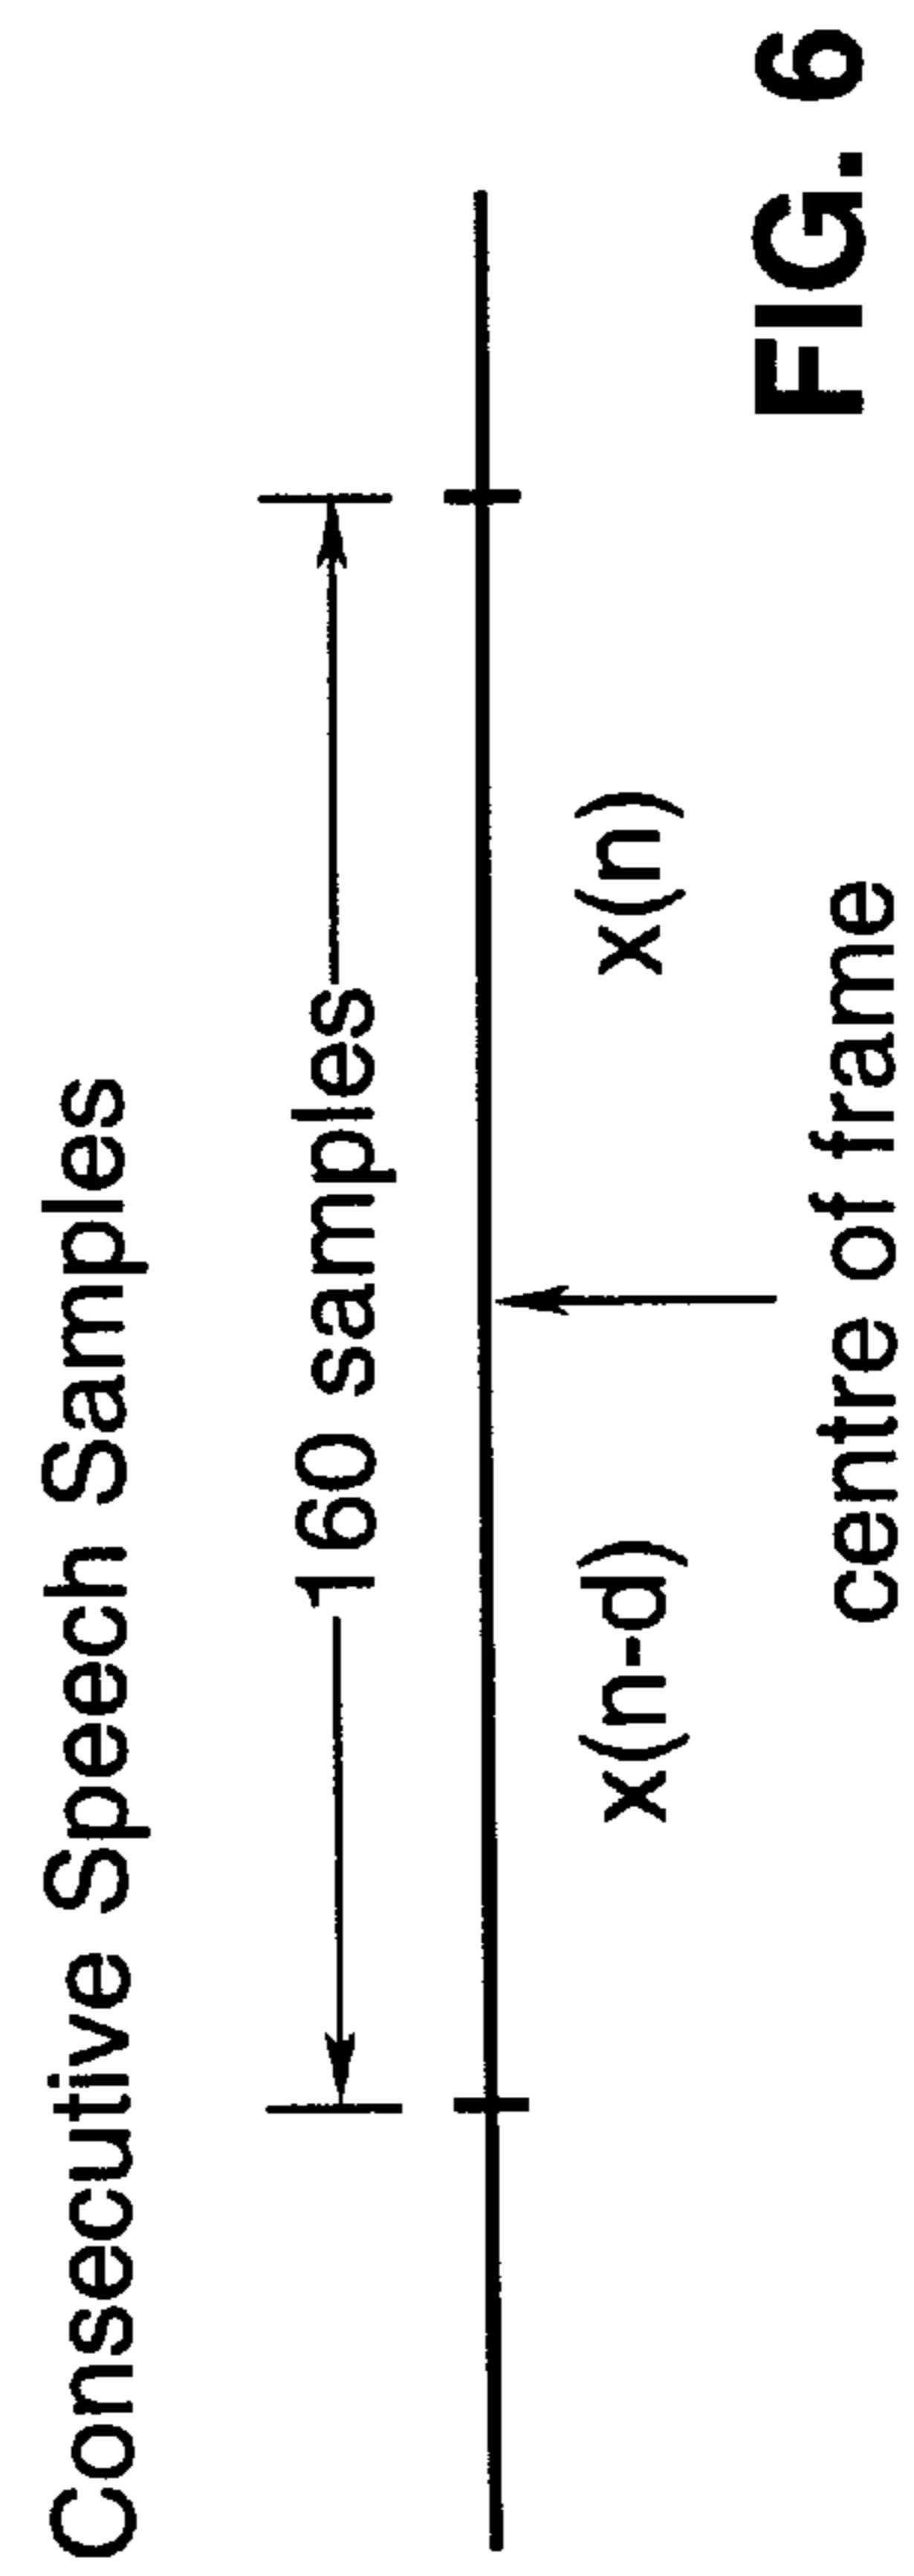 Consecutive Speech Samples
160 samples
x(n-d)
x(n)
centre of frame
FIG. 6